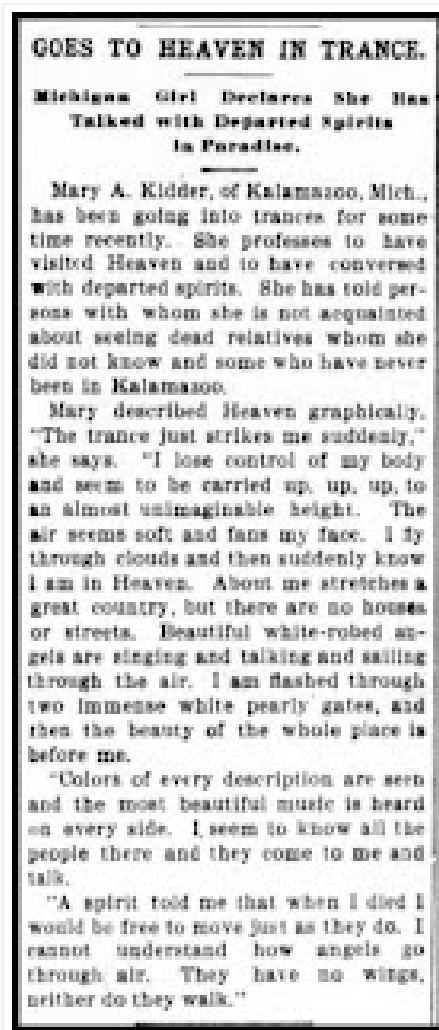 GOES TO HEAVEN IN TRANCE.
Michigan Girl Declares She Has
Talked with Departed Spirits
in Paradise.
Mary A. Kidder, of Kalamazoo, Mich.,
has been going into trances for some
time recently. She professes to have
visited Heaven and to have conversed
with departed spirits. She has told per-
sons with whom she is not acquainted
about seeing dead relatives whom she
did not know and some who have never
been in Kalamazoo.
Mary described Heaven graphically.
"The trance just strikes me suddenly,"
she says. "I lose control of my body
and seem to be carried up, up, up, to
an almost unimaginable height. The
air seems soft and fans my face. I fly
through clouds and then suddenly know
I am in Heaven. About me stretches a
great country, but there are no houses
or streets. Beautiful white-robed an-
gels are singing and talking and sailing
through the air. I am flashed through
two immense white pearly gates, and
then the beauty of the whole place is
before me.
"Colors of every description are seen
and the most beautiful music is heard
on every side. I seem to know all the
people there and they come to me and
talk.
"A spirit told me that when I died I
would be free to move just as they do. I
cannot understand how angels go
through air. They have no wings,
neither do they walk."